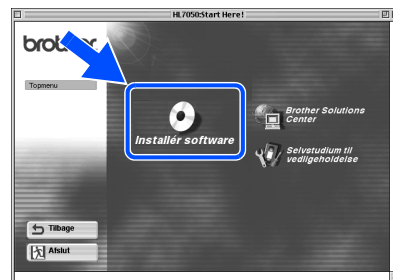 HL7050:Start Here!
Topmenu
Installér software
Brother Solutions
Center
Selvstudium til
vedligeholdelse
Tilbage
Afslut